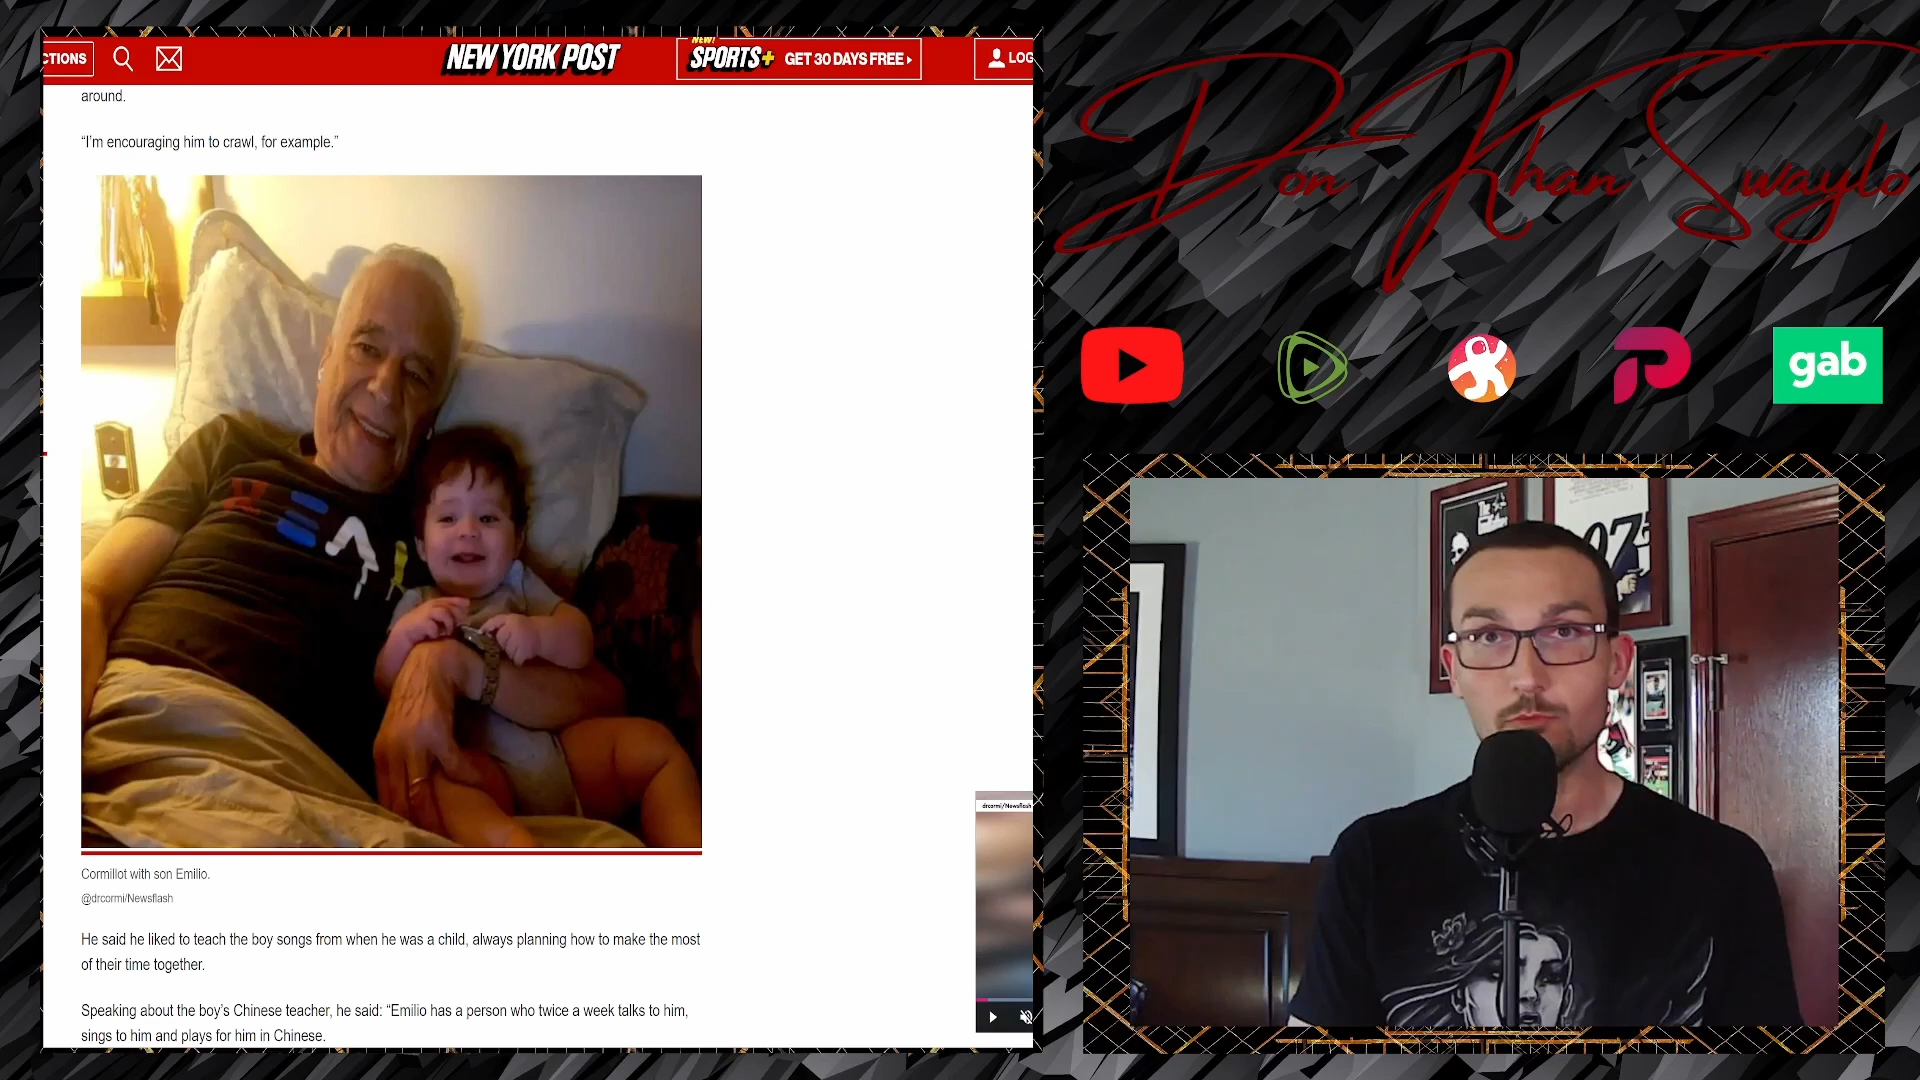 CTIONS
NEW YORK POST
NEW!
SPORTS+
GET 30 DAYS FREE
LOG
around.
“I’m encouraging him to crawl, for example.”
Cormillot with son Emilio.
@drcormi/Newsflash
He said he liked to teach the boy songs from when he was a child, always planning how to make the most
of their time together.
Speaking about the boy’s Chinese teacher, he said: “Emilio has a person who twice a week talks to him,
sings to him and plays for him in Chinese.
drcormi/Newsflash
Don Khan Swaylo
gab
007